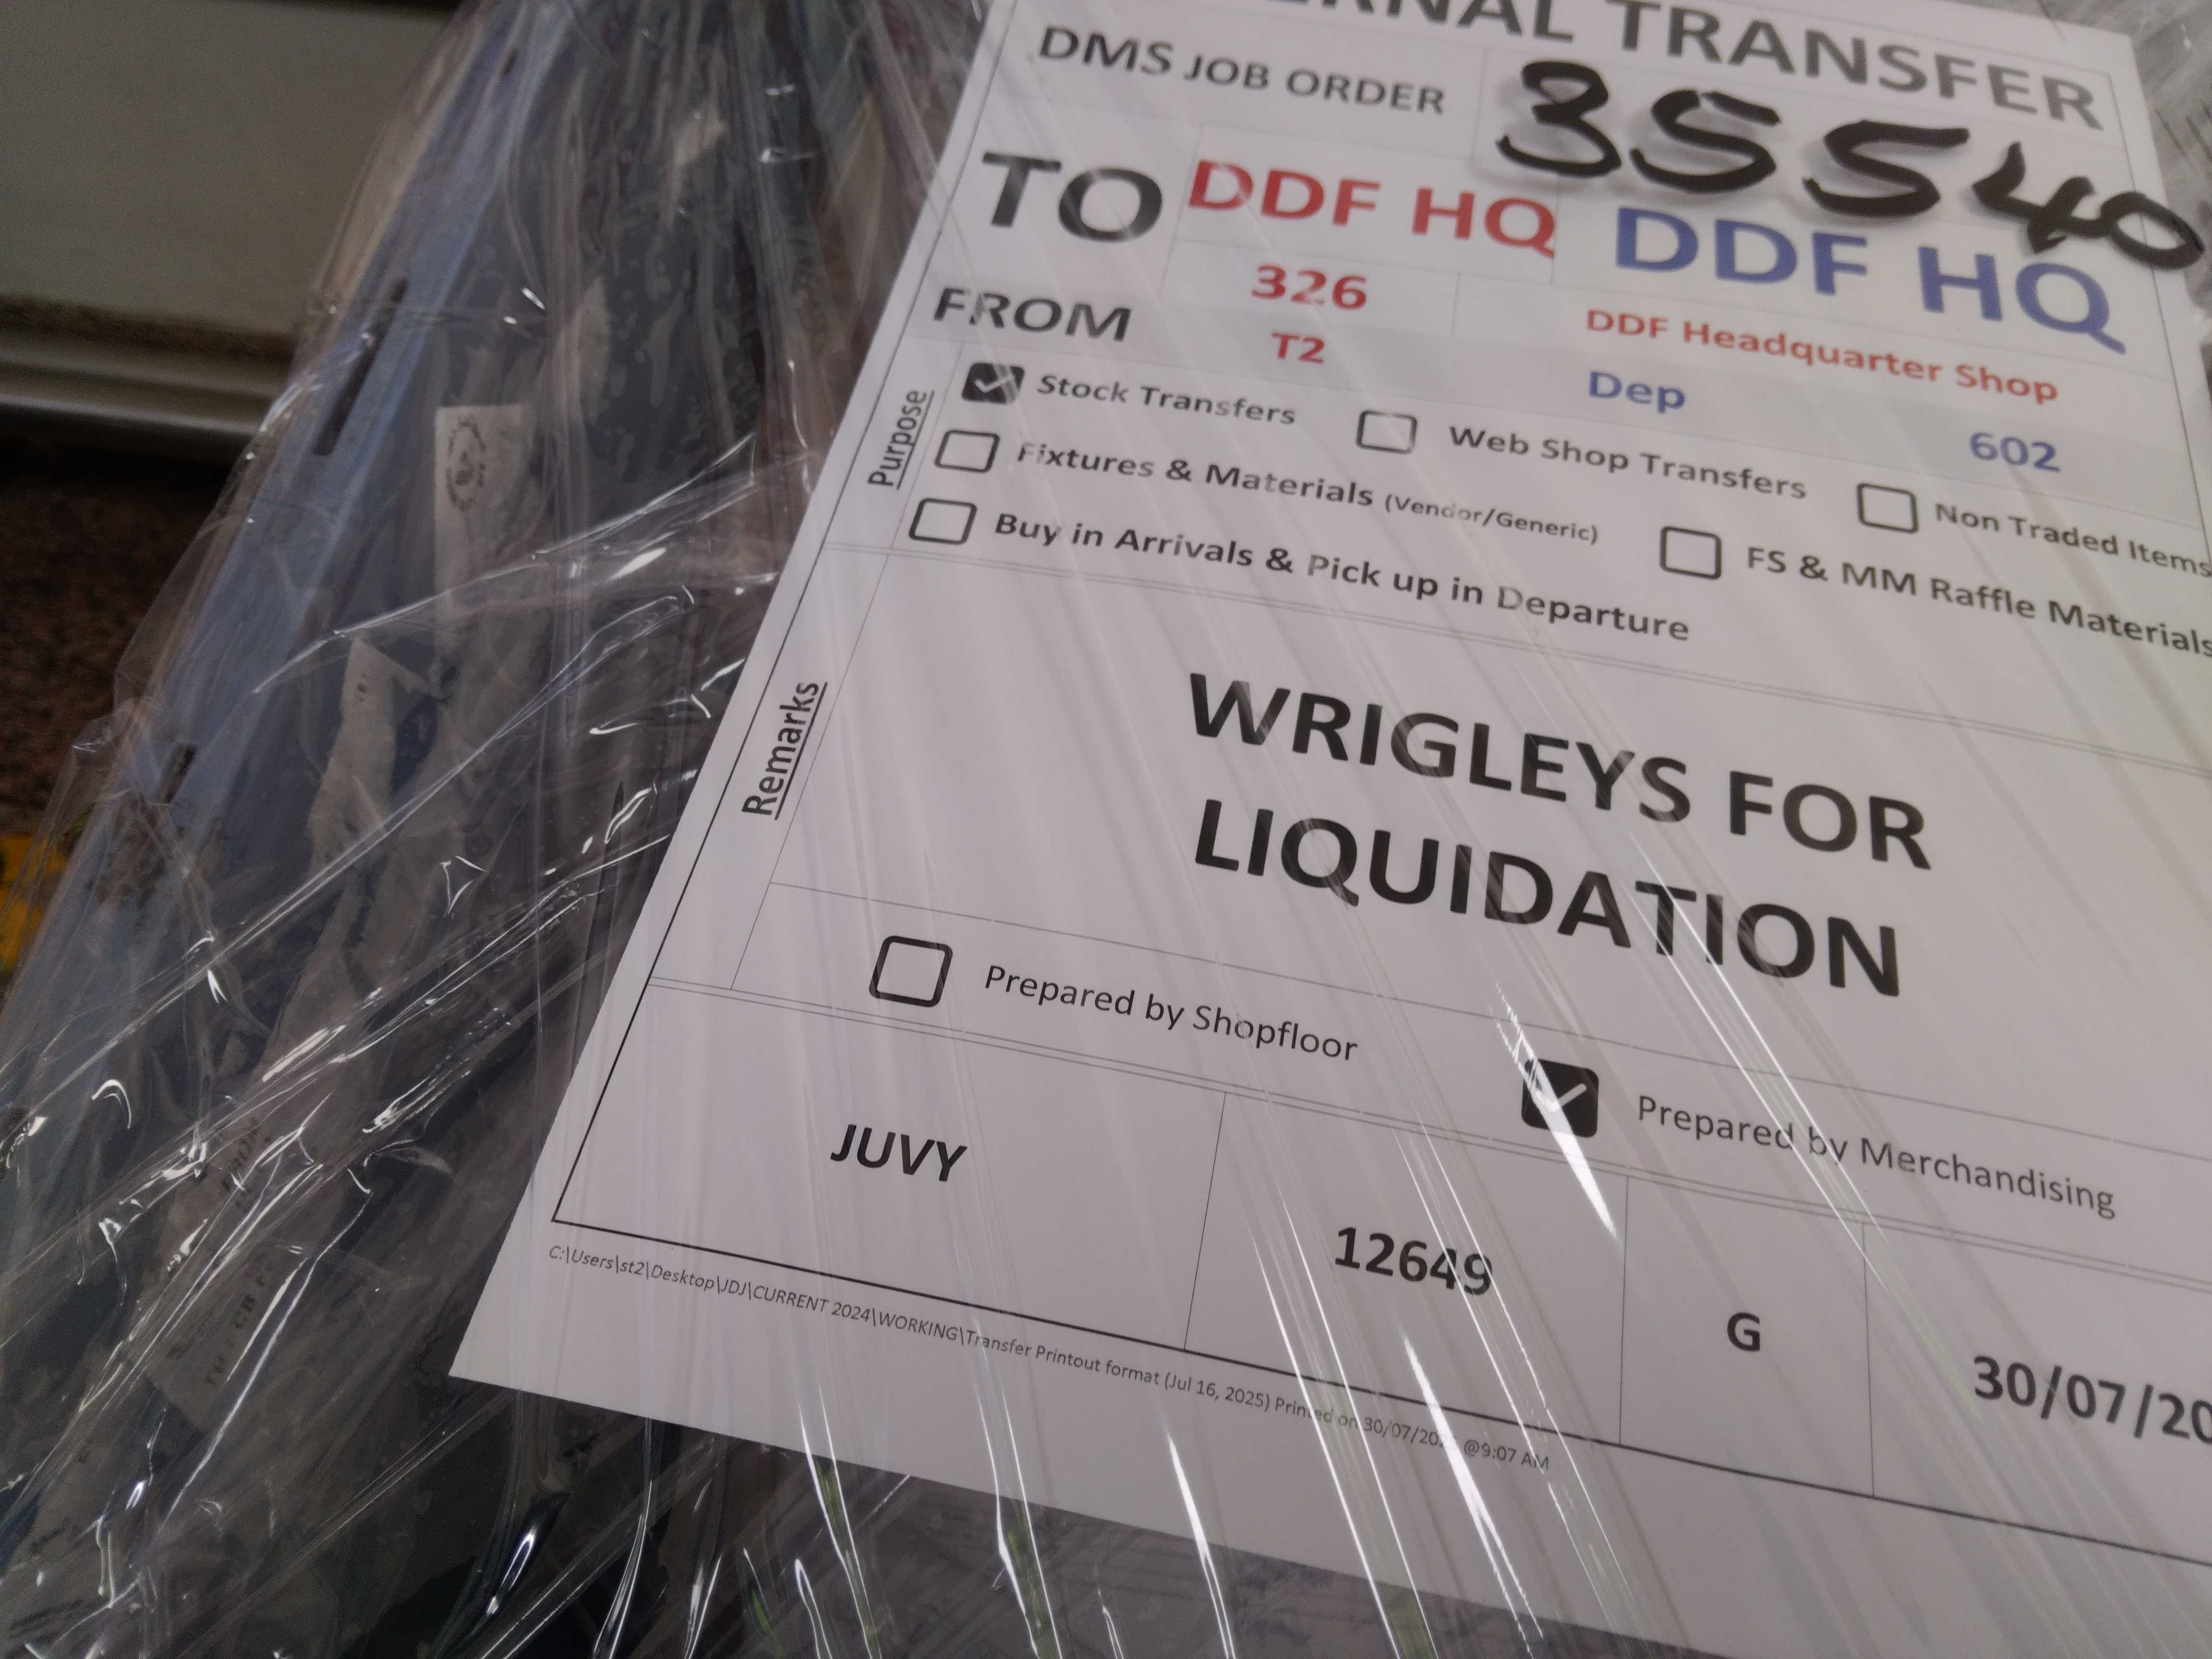 RNAL TRANSFER
DMS JOB ORDER 35540
TO DDF HQ DDF HQ
326 DDF Headquarter Shop
FROM T2 Dep 602
Purpose
Stock Transfers Web Shop Transfers Non Traded Items
Fixtures & Materials (Vendor/Generic) FS & MM Raffle Materials
Buy in Arrivals & Pick up in Departure
Remarks
WRIGLEYS FOR
LIQUIDATION
Prepared by Shopfloor Prepared by Merchandising
JUVY 12649 G 30/07/20
C:\Users\st2\Desktop\JDJ\CURRENT 2024\WORKING\Transfer Printout format (Jul 16, 2025) Printed on 30/07/2025 @9:07 AM